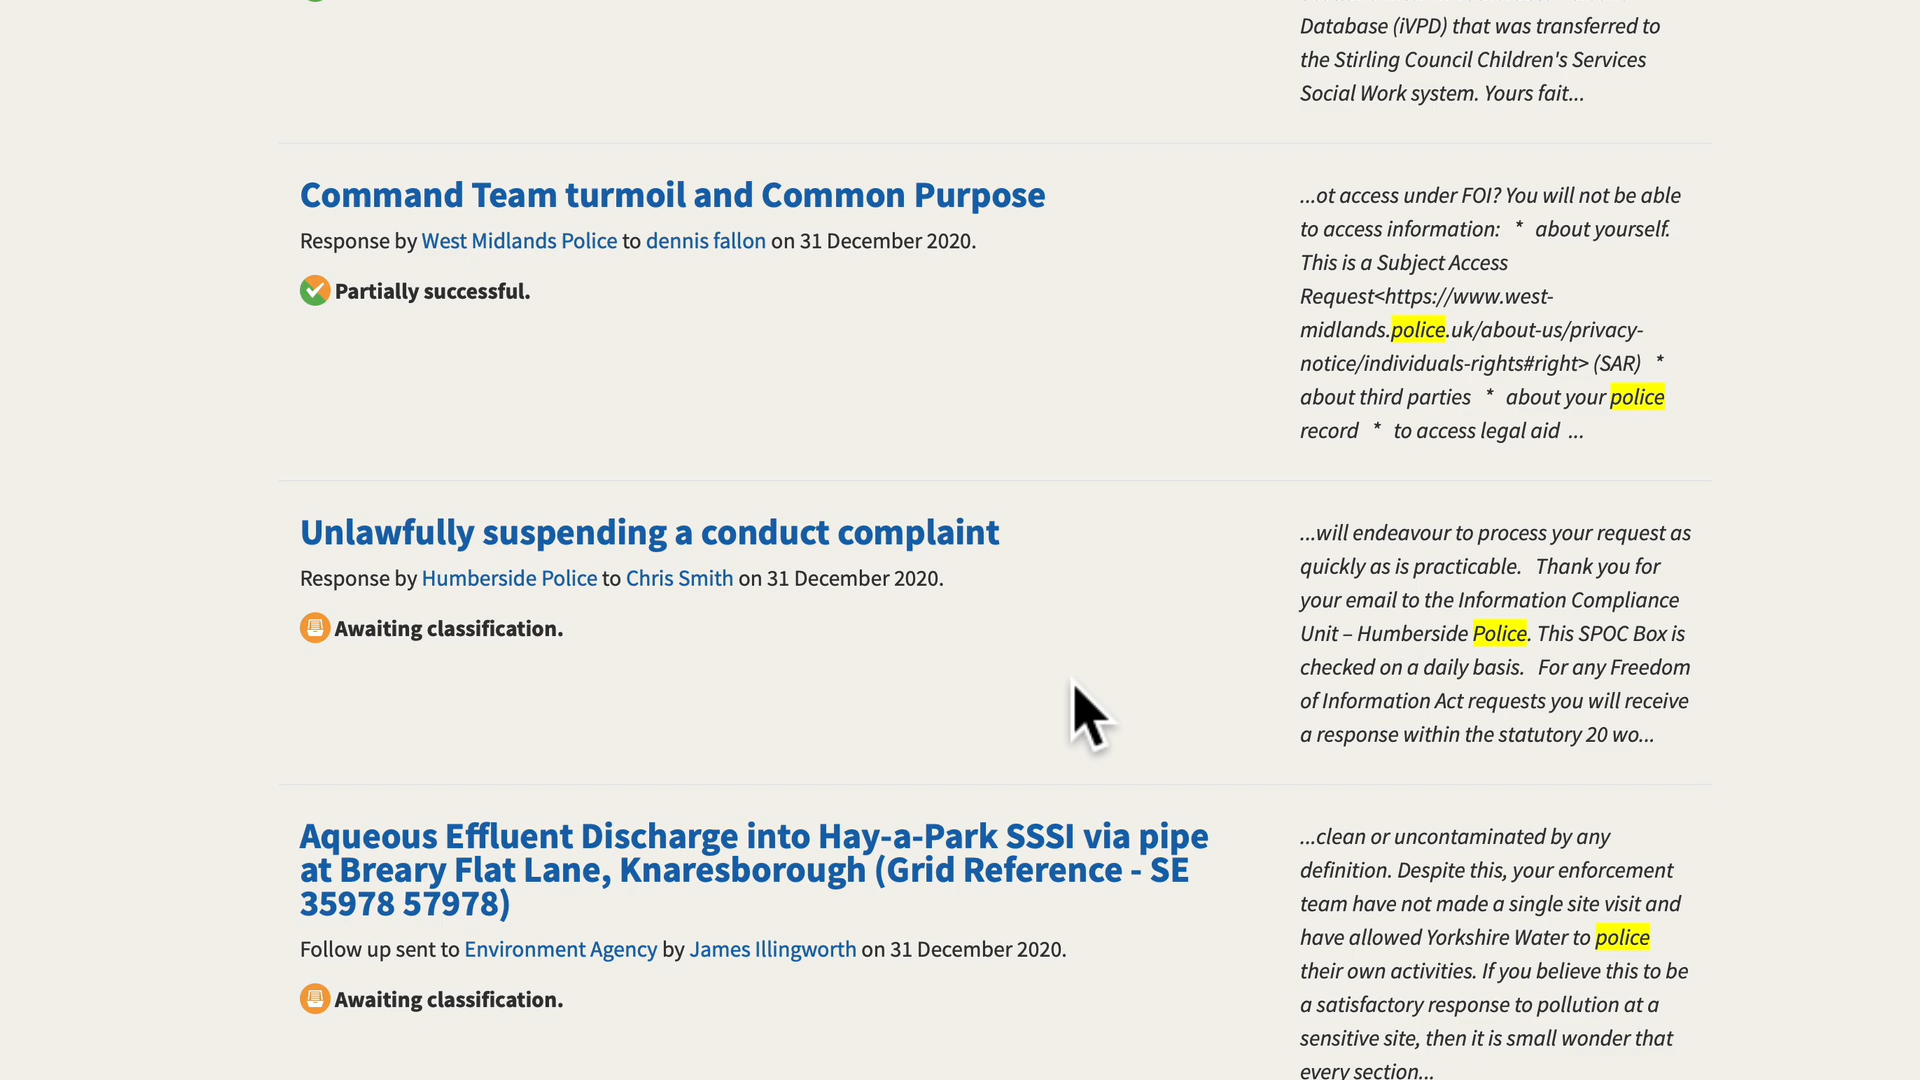 Database (iVPD) that was transferred to
the Stirling Council Children's Services
Social Work system. Yours fait...
Command Team turmoil and Common Purpose
Response by West Midlands Police to dennis fallon on 31 December 2020.
Partially successful.
...ot access under FOI? You will not be able
to access information:   *   about yourself.
This is a Subject Access
Request<https://www.west-
midlands.police.uk/about-us/privacy-
notice/individuals-rights#right> (SAR)   *
about third parties   *   about your police
record   *   to access legal aid  ...
Unlawfully suspending a conduct complaint
Response by Humberside Police to Chris Smith on 31 December 2020.
Awaiting classification.
...will endeavour to process your request as
quickly as is practicable.   Thank you for
your email to the Information Compliance
Unit – Humberside Police. This SPOC Box is
checked on a daily basis.   For any Freedom
of Information Act requests you will receive
a response within the statutory 20 wo...
Aqueous Effluent Discharge into Hay-a-Park SSSI via pipe
at Breary Flat Lane, Knaresborough (Grid Reference - SE
35978 57978)
Follow up sent to Environment Agency by James Illingworth on 31 December 2020.
Awaiting classification.
...clean or uncontaminated by any
definition. Despite this, your enforcement
team have not made a single site visit and
have allowed Yorkshire Water to police
their own activities. If you believe this to be
a satisfactory response to pollution at a
sensitive site, then it is small wonder that
every section...